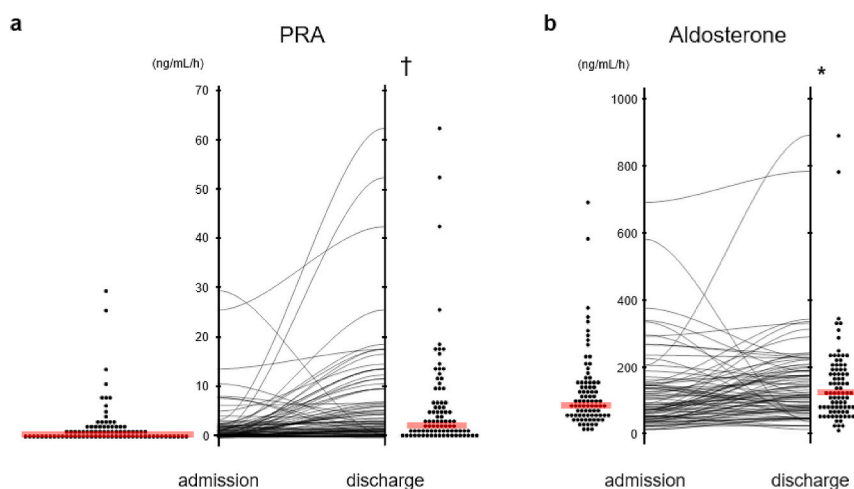 a
PRA
(ng/mL/h)
†
70
60
50
40
30
20
10
0
admission
discharge
b
Aldosterone
(ng/mL/h)
*
1000
800
600
400
200
0
admission
discharge